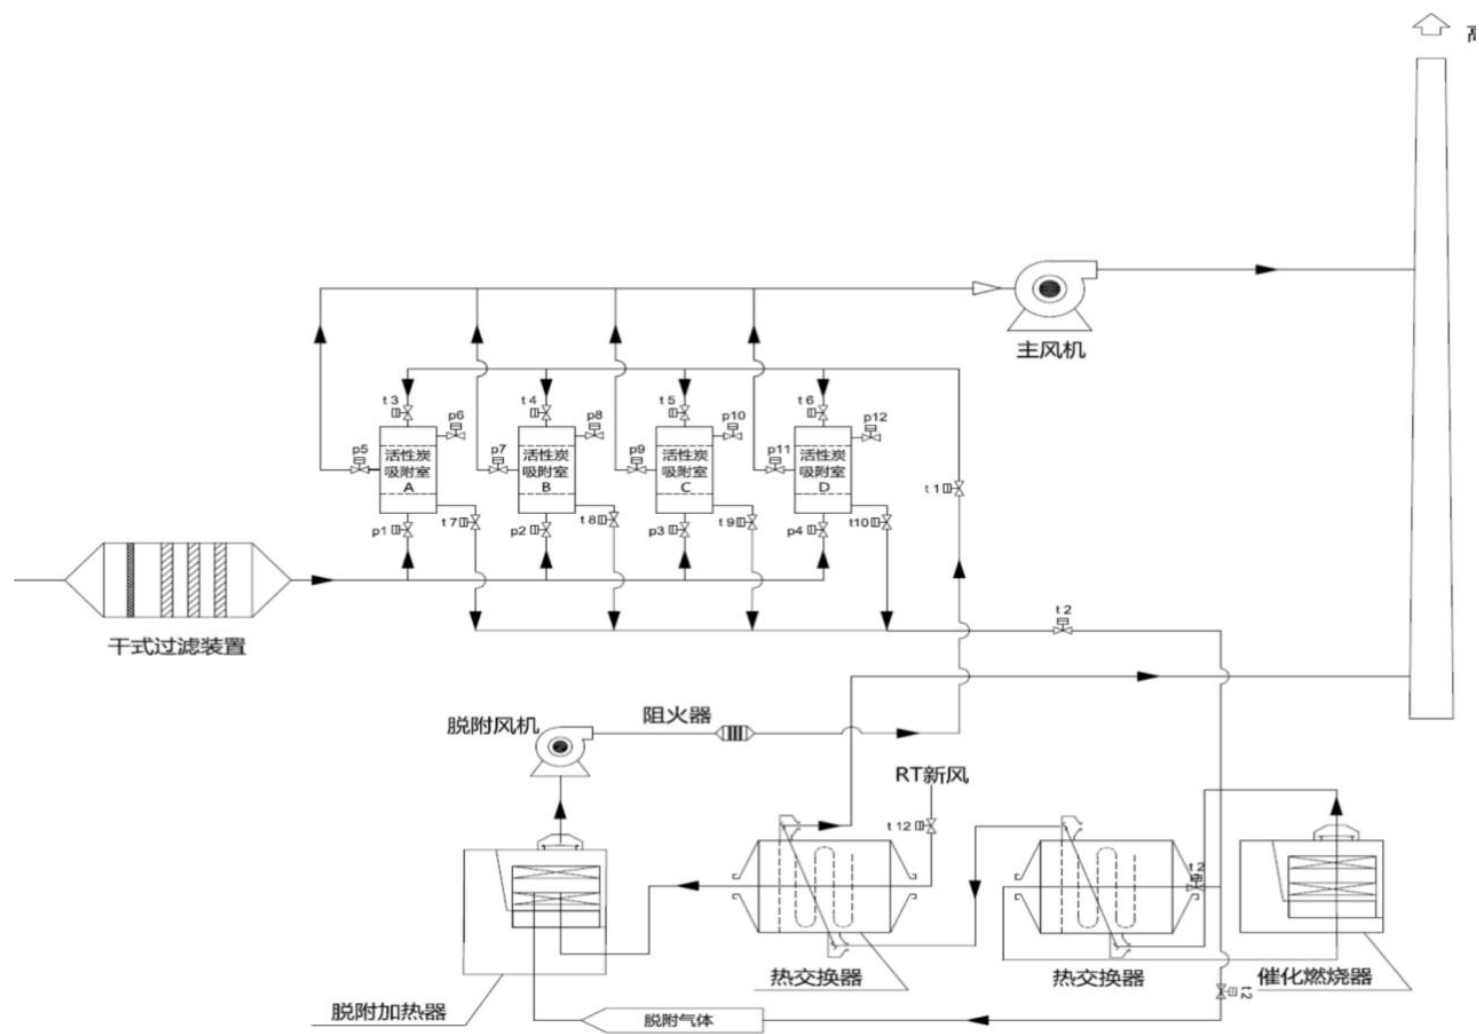 高
主风机
t3
p6
t4
p8
t5
p10
t6
p12
p5
活性炭
吸附室
A
p7
活性炭
吸附室
B
p9
活性炭
吸附室
C
p11
活性炭
吸附室
D
t1
p1
t7
p2
t8
p3
t9
p4
t10
干式过滤装置
t2
脱附风机
阻火器
RT新风
t12
t2
热交换器
热交换器
催化燃烧器
t2
脱附加热器
脱附气体